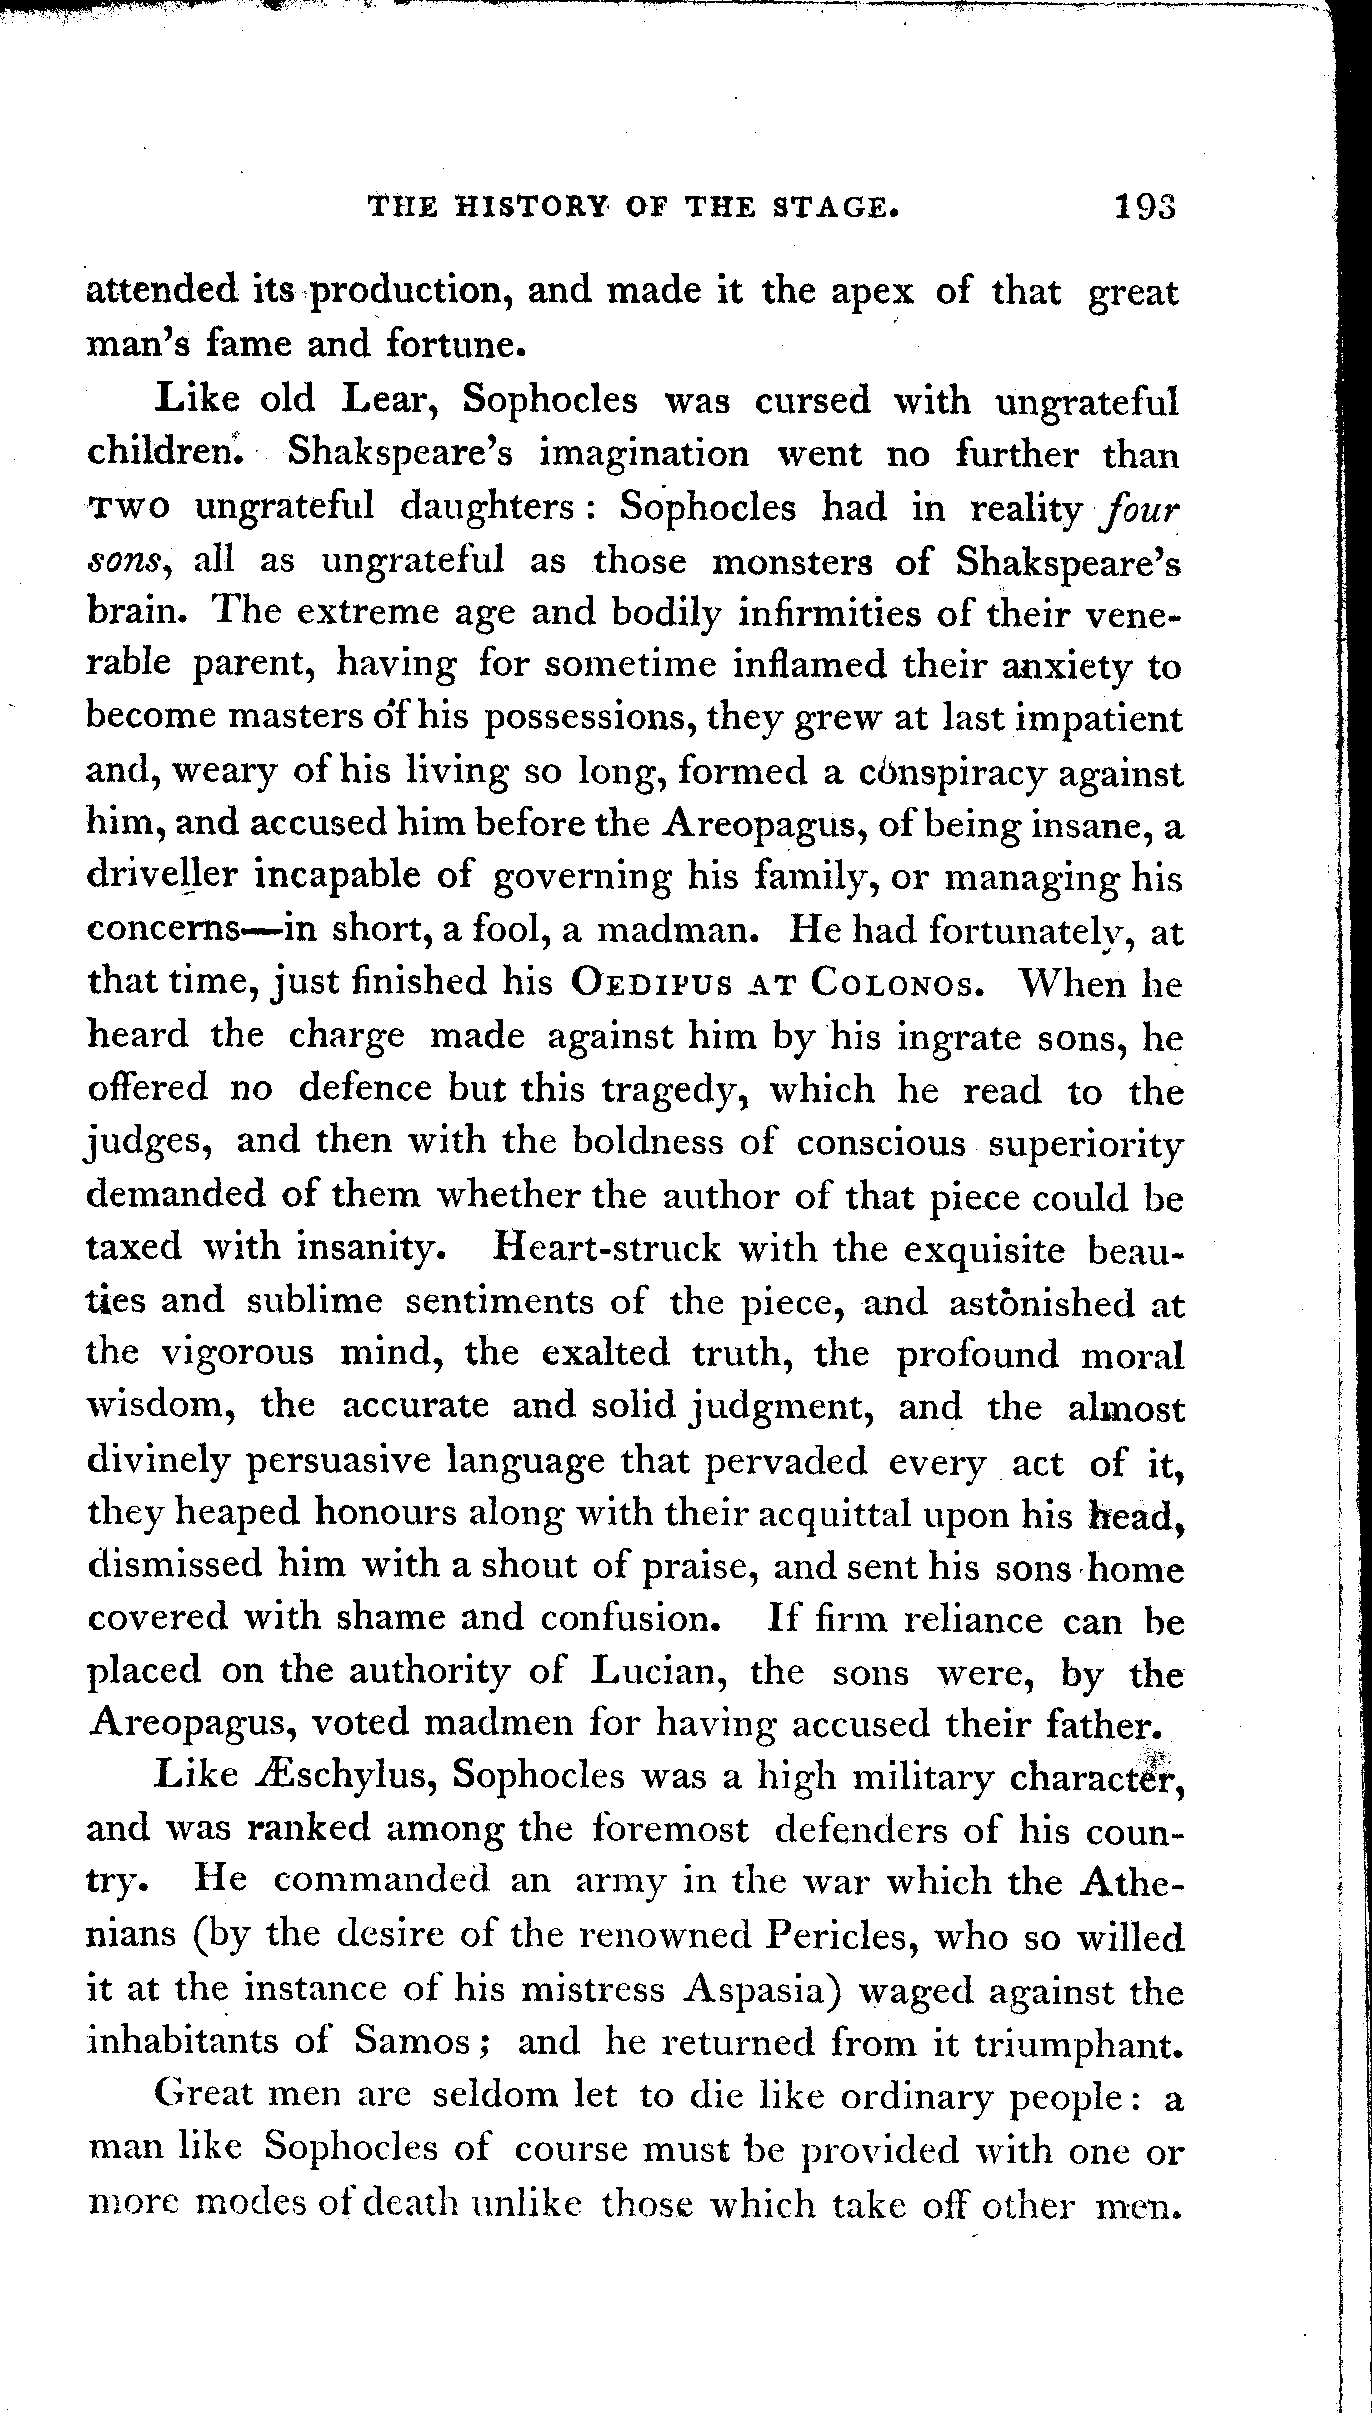 THE HISTORY OF THE STAGE. 193
attended its production, and made it the apex of that great
man's fame and fortune.
Like old Lear, Sophocles was cursed with ungrateful
children. Shakspeare's imagination went no further than
TWO ungrateful daughters : Sophocles had in reality four
sons, all as ungrateful as those monsters of Shakspeare's
brain. The extreme age and bodily infirmities of their vene-
rable parent, having for sometime inflamed their anxiety to
become masters of his possessions, they grew at last impatient
and, weary of his living so long, formed a conspiracy against
him, and accused him before the Areopagus, of being insane, a
driveller incapable of governing his family, or managing his
concerns—in short, a fool, a madman. He had fortunately, at
that time, just finished his OEDIPUS AT COLONOS. When he
heard the charge made against him by his ingrate sons, he
offered no defence but this tragedy, which he read to the
judges, and then with the boldness of conscious superiority
demanded of them whether the author of that piece could be
taxed with insanity. Heart-struck with the exquisite beau-
ties and sublime sentiments of the piece, and astonished at
the vigorous mind, the exalted truth, the profound moral
wisdom, the accurate and solid judgment, and the almost
divinely persuasive language that pervaded every act of it,
they heaped honours along with their acquittal upon his head,
dismissed him with a shout of praise, and sent his sons home
covered with shame and confusion. If firm reliance can be
placed on the authority of Lucian, the sons were, by the
Areopagus, voted madmen for having accused their father.
Like Æschylus, Sophocles was a high military character,
and was ranked among the foremost defenders of his coun-
try. He commanded an army in the war which the Athe-
nians (by the desire of the renowned Pericles, who so willed
it at the instance of his mistress Aspasia) waged against the
inhabitants of Samos ; and he returned from it triumphant.
Great men are seldom let to die like ordinary people : a
man like Sophocles of course must be provided with one or
more modes of death unlike those which take off other men.